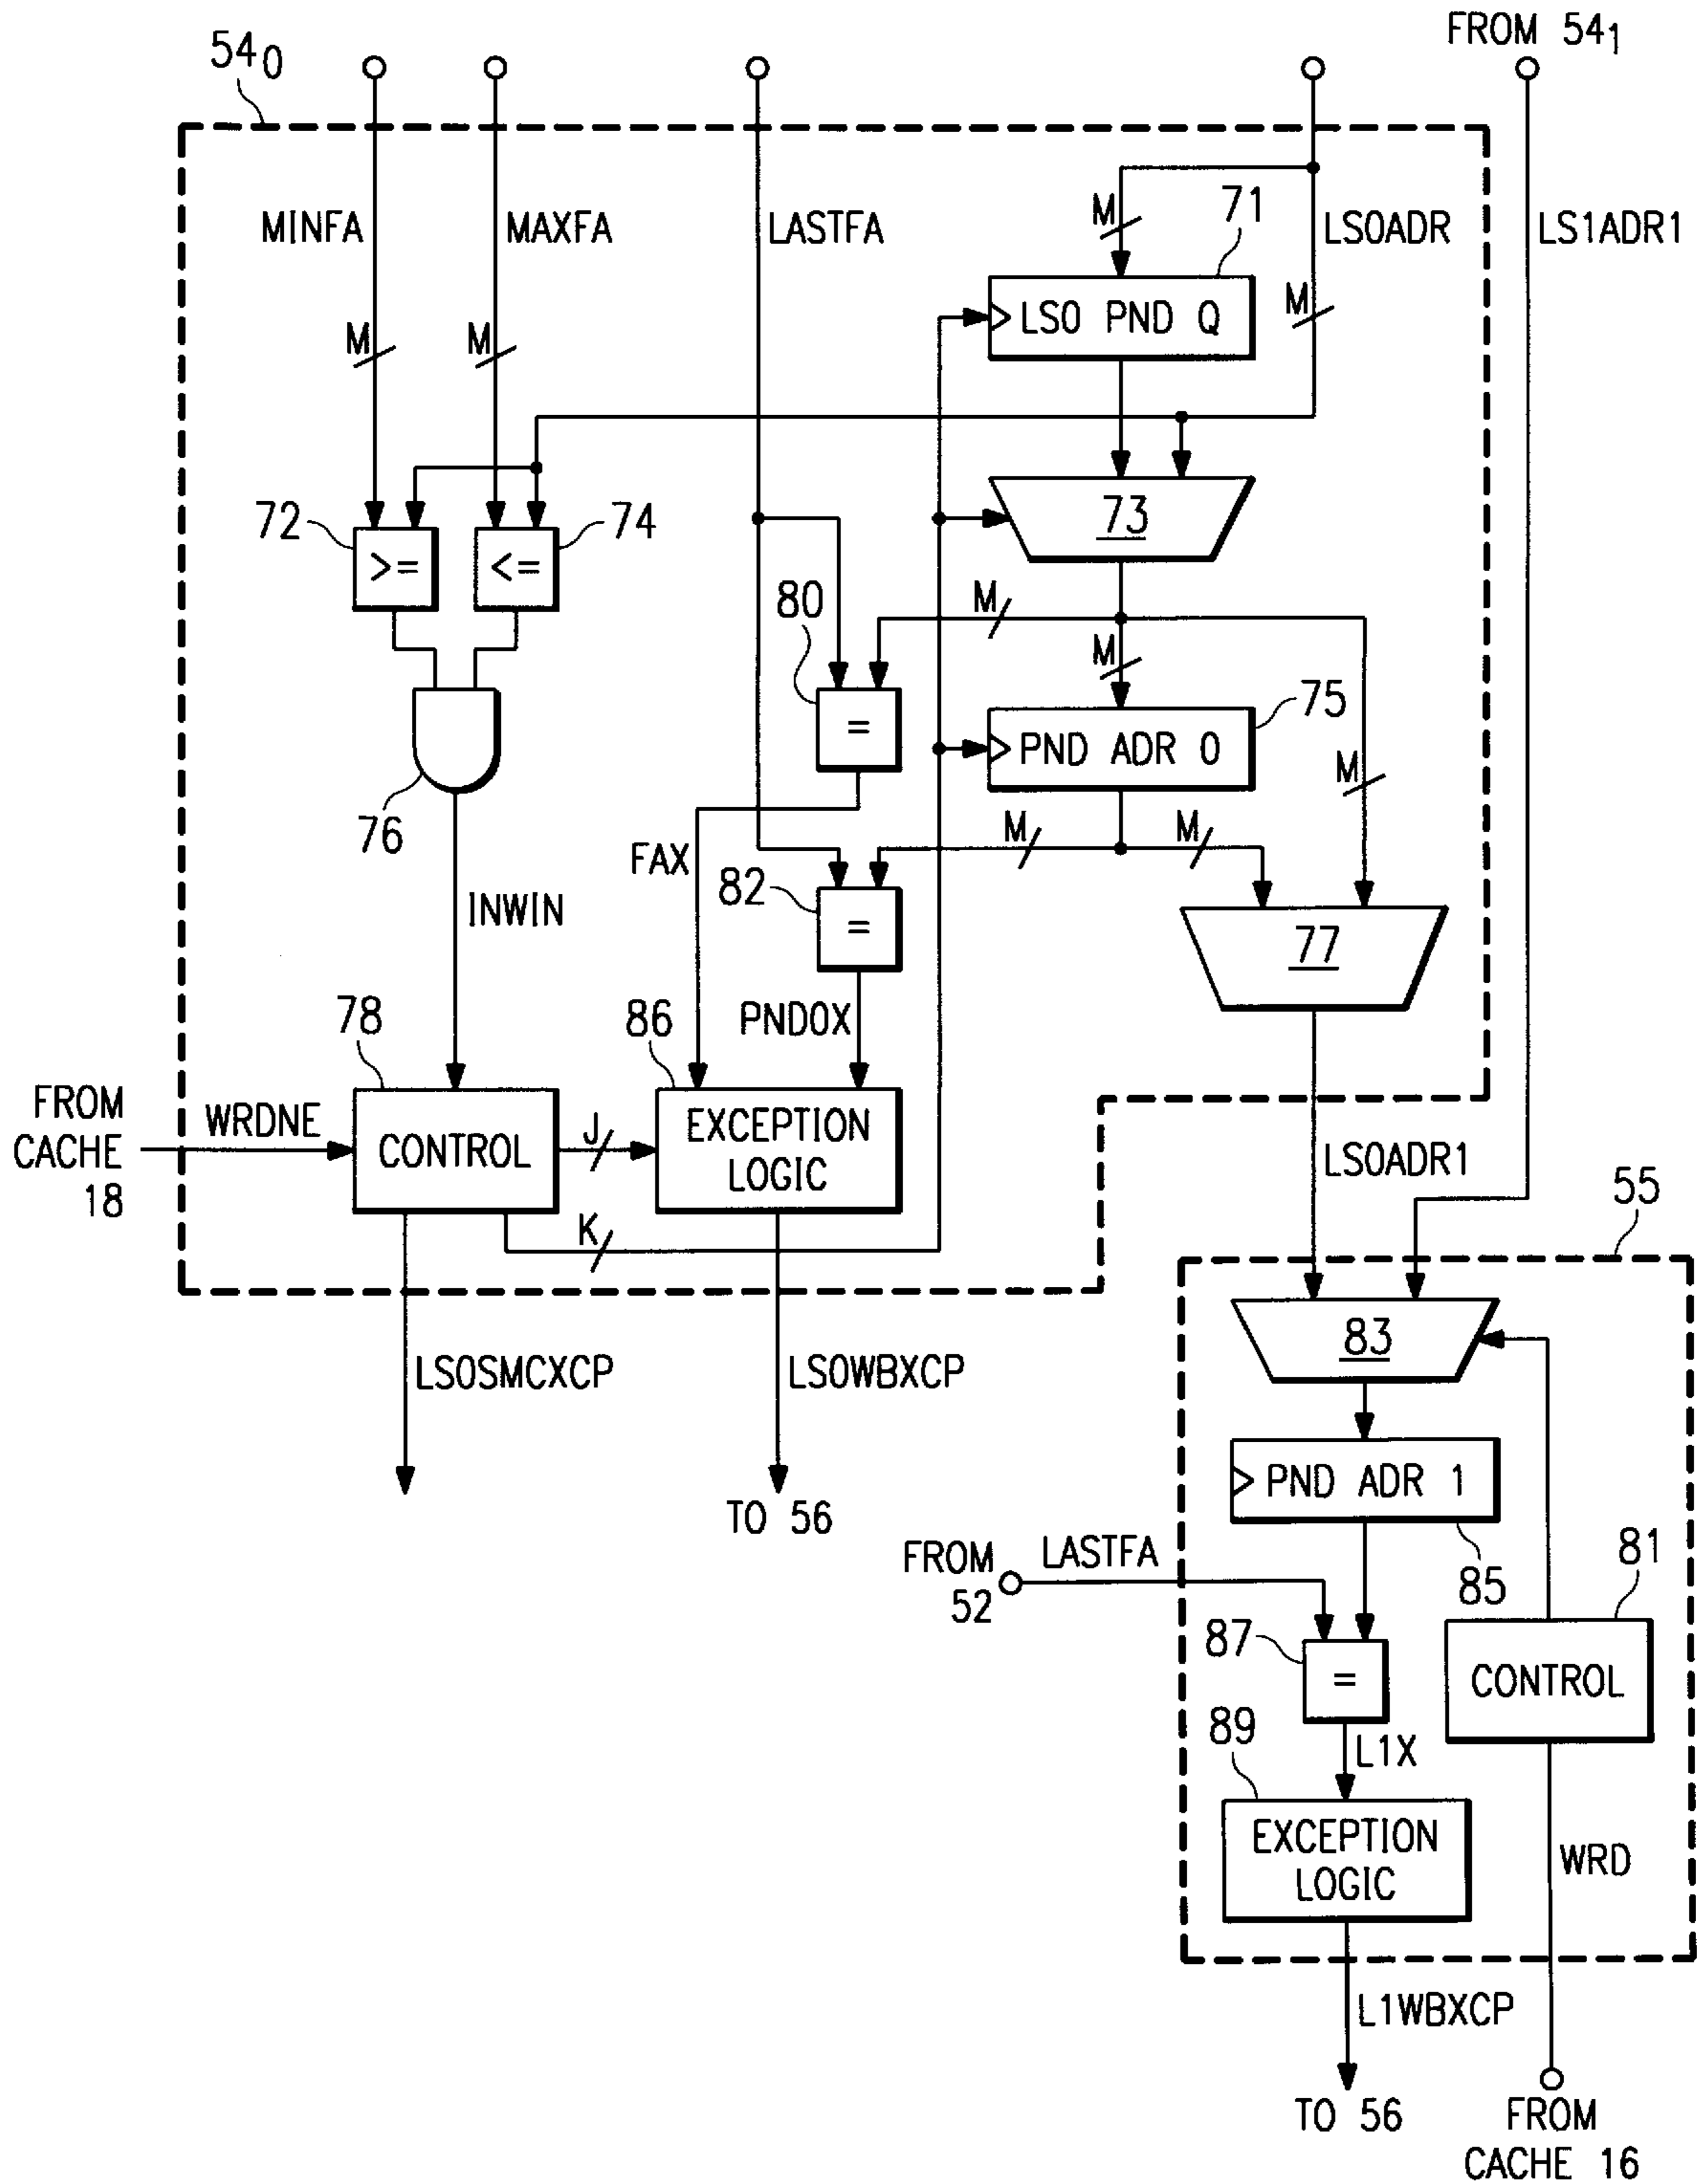 FROM 54₁
54₀
MINFA
MAXFA
LASTFA
M
71
LS0ADR
LS1ADR1
M
M
M
LS0 PND Q
72
>=
<=
74
73
80
M
M
=
75
PND ADR 0
M
76
FAX
82
M
M
=
77
INWIN
78
86
PND0X
FROM
CACHE
18
WRDNE
CONTROL
J
EXCEPTION
LOGIC
LS0ADR1
K
55
LS0SMCXCP
LS0WBXCP
83
TO 56
PND ADR 1
FROM
52
LASTFA
85
81
87
=
CONTROL
89
L1X
EXCEPTION
LOGIC
WRD
L1WBXCP
TO 56
FROM
CACHE 16